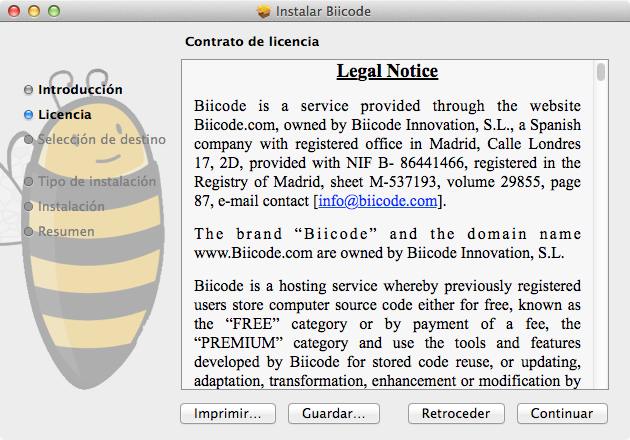 Instalar Biicode
Contrato de licencia
Introducción
Licencia
Selección de destino
Tipo de instalación
Instalación
Resumen
Legal Notice
Biicode is a service provided through the website
Biicode.com, owned by Biicode Innovation, S.L., a Spanish
company with registered office in Madrid, Calle Londres
17, 2D, provided with NIF B- 86441466, registered in the
Registry of Madrid, sheet M-537193, volume 29855, page
87, e-mail contact [info@biicode.com].
The brand “Biicode” and the domain name
www.Biicode.com are owned by Biicode Innovation, S.L.
Biicode is a hosting service whereby previously registered
users store computer source code either for free, known as
the “FREE” category or by payment of a fee, the
“PREMIUM” category and use the tools and features
developed by Biicode for stored code reuse, or updating,
adaptation, transformation, enhancement or modification by
Imprimir...
Guardar...
Retroceder
Continuar